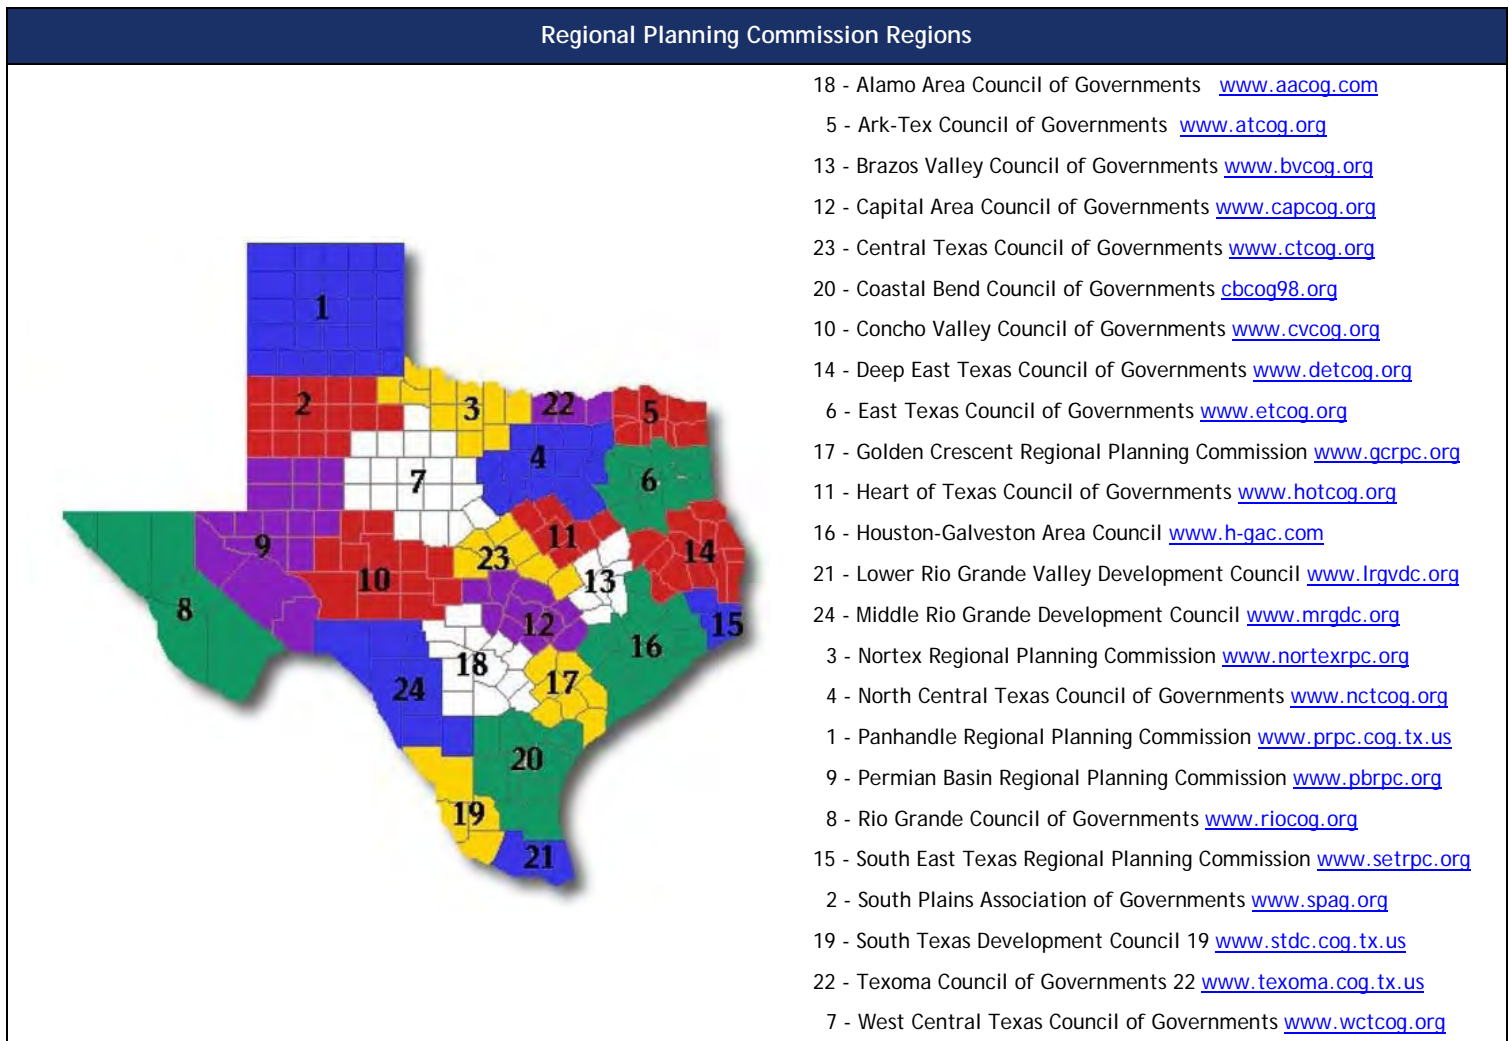 Regional Planning Commission Regions
18 - Alamo Area Council of Governments www.aacog.com
5 - Ark-Tex Council of Governments www.atcog.org
13 - Brazos Valley Council of Governments www.bvcog.org
12 - Capital Area Council of Governments www.capcog.org
23 - Central Texas Council of Governments www.ctcog.org
20 - Coastal Bend Council of Governments cbcog98.org
10 - Concho Valley Council of Governments www.cvcog.org
14 - Deep East Texas Council of Governments www.detcog.org
6 - East Texas Council of Governments www.etcog.org
17 - Golden Crescent Regional Planning Commission www.gcrpc.org
11 - Heart of Texas Council of Governments www.hotcog.org
16 - Houston-Galveston Area Council www.h-gac.com
21 - Lower Rio Grande Valley Development Council www.lrgvdc.org
24 - Middle Rio Grande Development Council www.mrgdc.org
3 - Nortex Regional Planning Commission www.nortexrpc.org
4 - North Central Texas Council of Governments www.nctcog.org
1 - Panhandle Regional Planning Commission www.prpc.cog.tx.us
9 - Permian Basin Regional Planning Commission www.pbrpc.org
8 - Rio Grande Council of Governments www.riocog.org
15 - South East Texas Regional Planning Commission www.setrpc.org
2 - South Plains Association of Governments www.spag.org
19 - South Texas Development Council 19 www.stdc.cog.tx.us
22 - Texoma Council of Governments 22 www.texoma.cog.tx.us
7 - West Central Texas Council of Governments www.wctcog.org
1
2
3
22
5
4
7
6
9
11
14
23
10
13
8
12
15
16
18
17
24
20
19
21